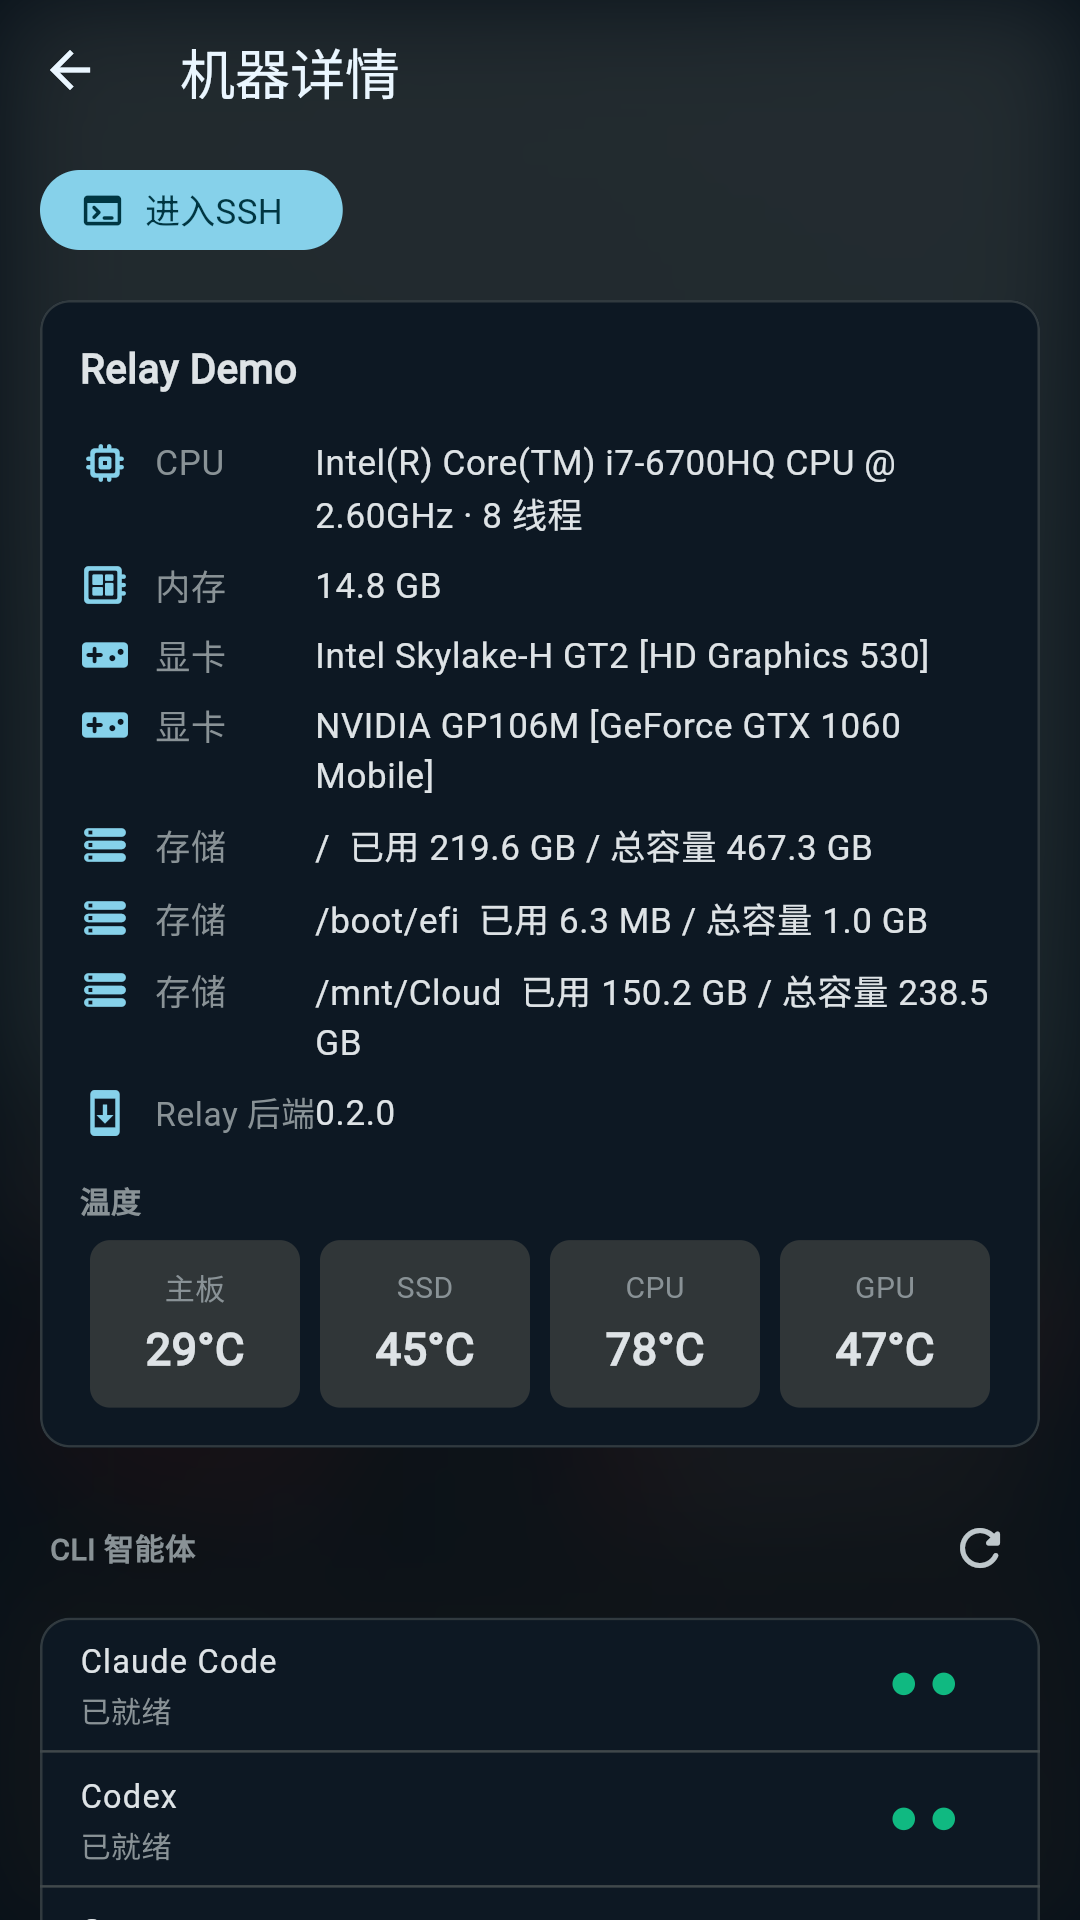 机器详情
进入SSH
Relay Demo
CPU
Intel(R) Core(TM) i7-6700HQ CPU @
2.60GHz · 8 线程
内存
14.8 GB
显卡
Intel Skylake-H GT2 [HD Graphics 530]
显卡
NVIDIA GP106M [GeForce GTX 1060
Mobile]
存储
/ 已用 219.6 GB / 总容量 467.3 GB
存储
/boot/efi 已用 6.3 MB / 总容量 1.0 GB
存储
/mnt/Cloud 已用 150.2 GB / 总容量 238.5
GB
Relay 后端
0.2.0
温度
主板
29°C
SSD
45°C
CPU
78°C
GPU
47°C
CLI 智能体
Claude Code
已就绪
Codex
已就绪